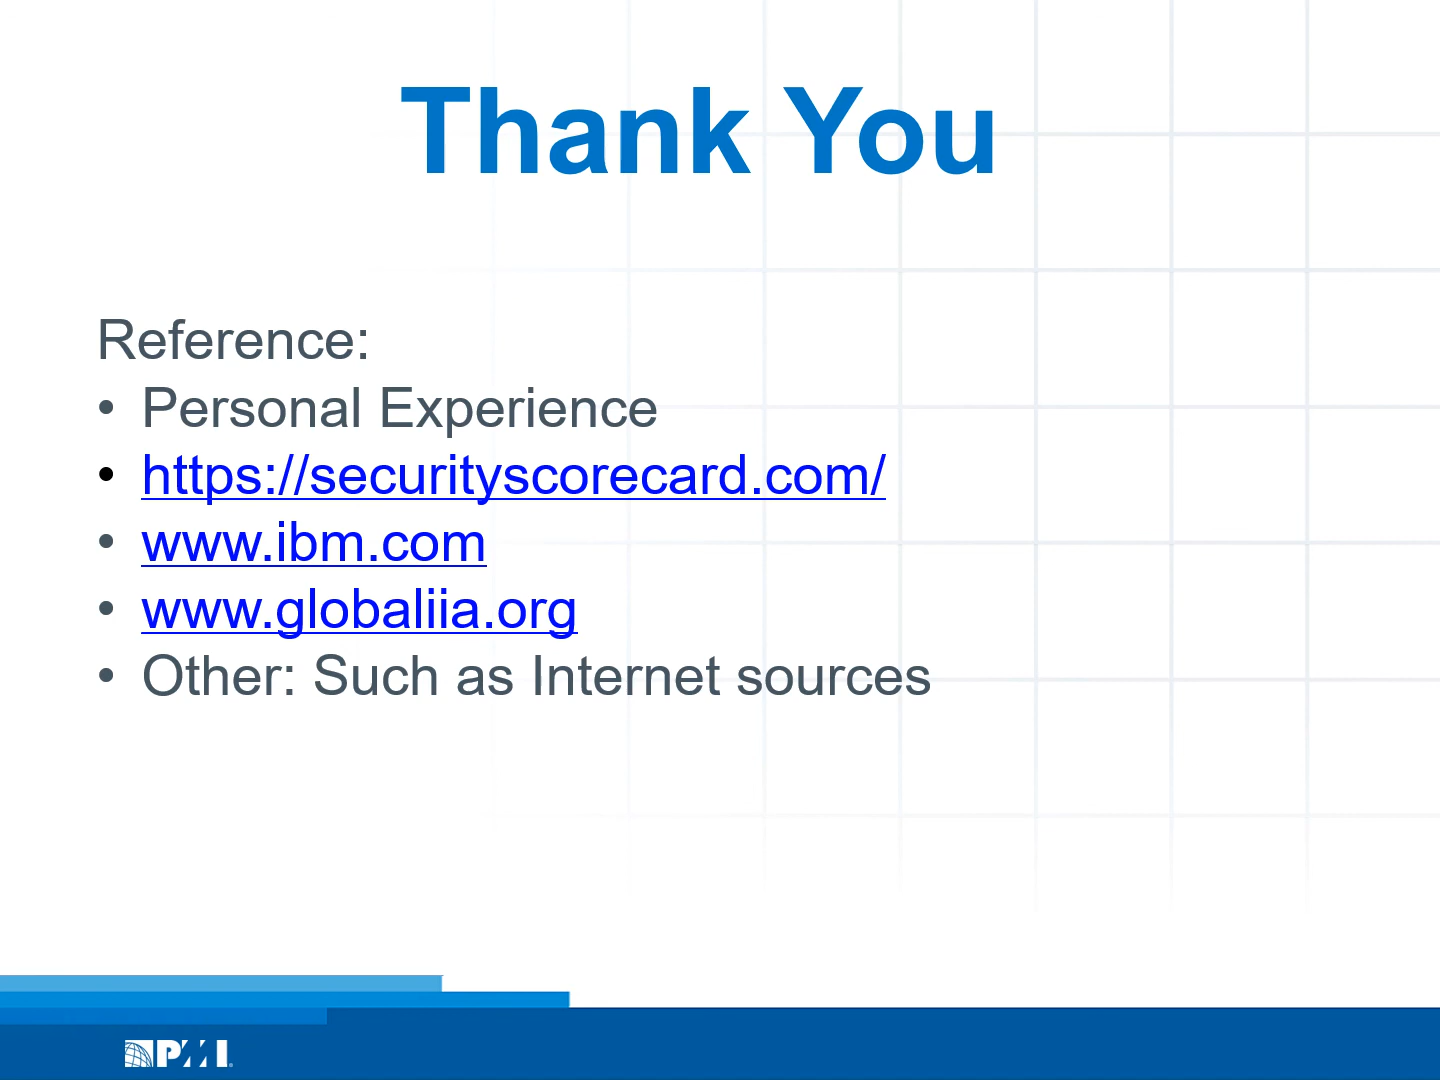 Thank You
Reference:
• Personal Experience
• https://securityscorecard.com/
• www.ibm.com
• www.globaliia.org
• Other: Such as Internet sources
PMI